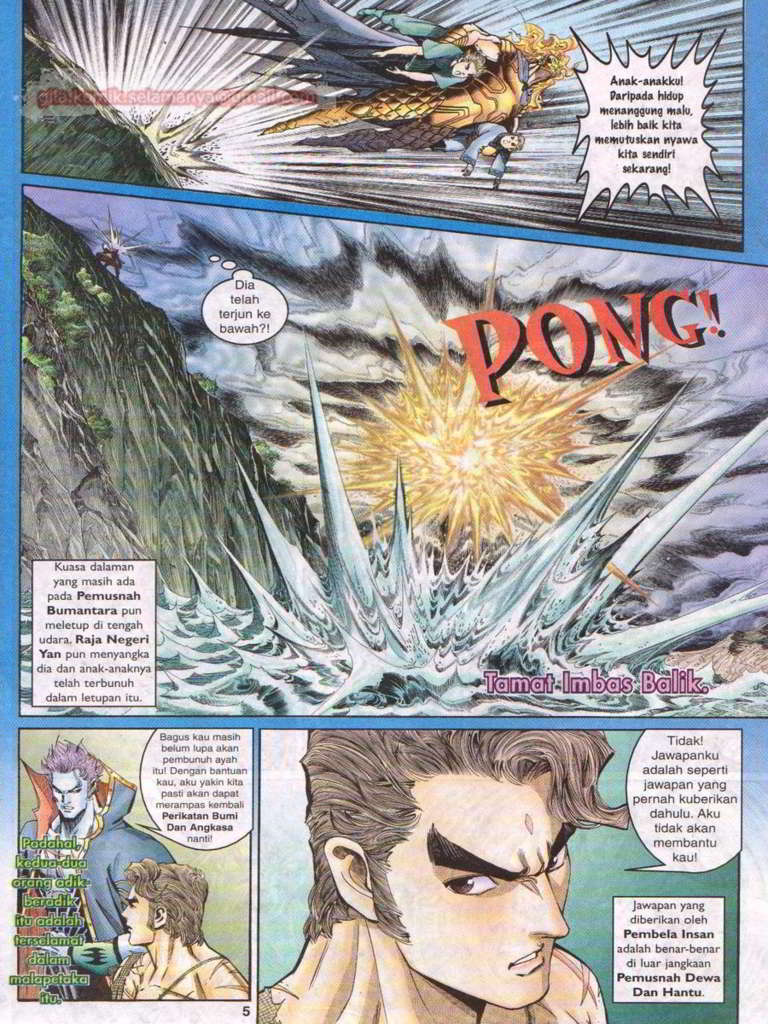 gita.komik.selamanya@gmail.com
Anak-anakku!
Daripada hidup
menanggung malu,
lebih baik kita
memutuskan nyawa
kita sendiri
sekarang!
Dia
telah
terjun ke
bawah?!
PONG!
Kuasa dalaman
yang masih ada
pada Pemusnah
Bumantara pun
meletup di tengah
udara, Raja Negeri
Yan pun menyangka
dia dan anak-anaknya
telah terbunuh
dalam letupan itu.
Tamat Imbas Balik.
Bagus kau masih
belum lupa akan
pembunuh ayah
itu! Dengan bantuan
kau, aku yakin kita
pasti akan dapat
merampas kembali
Perikatan Bumi
Dan Angkasa
nanti!
Padahal,
kedua-dua
orang adik-
beradik
itu adalah
terselamat
dalam
malapetaka
itu.
5
Tidak!
Jawapanku
adalah seperti
jawapan yang
pernah kuberikan
dahulu. Aku
tidak akan
membantu
kau!
Jawapan yang
diberikan oleh
Pembela Insan
adalah benar-benar
di luar jangkaan
Pemusnah Dewa
Dan Hantu.